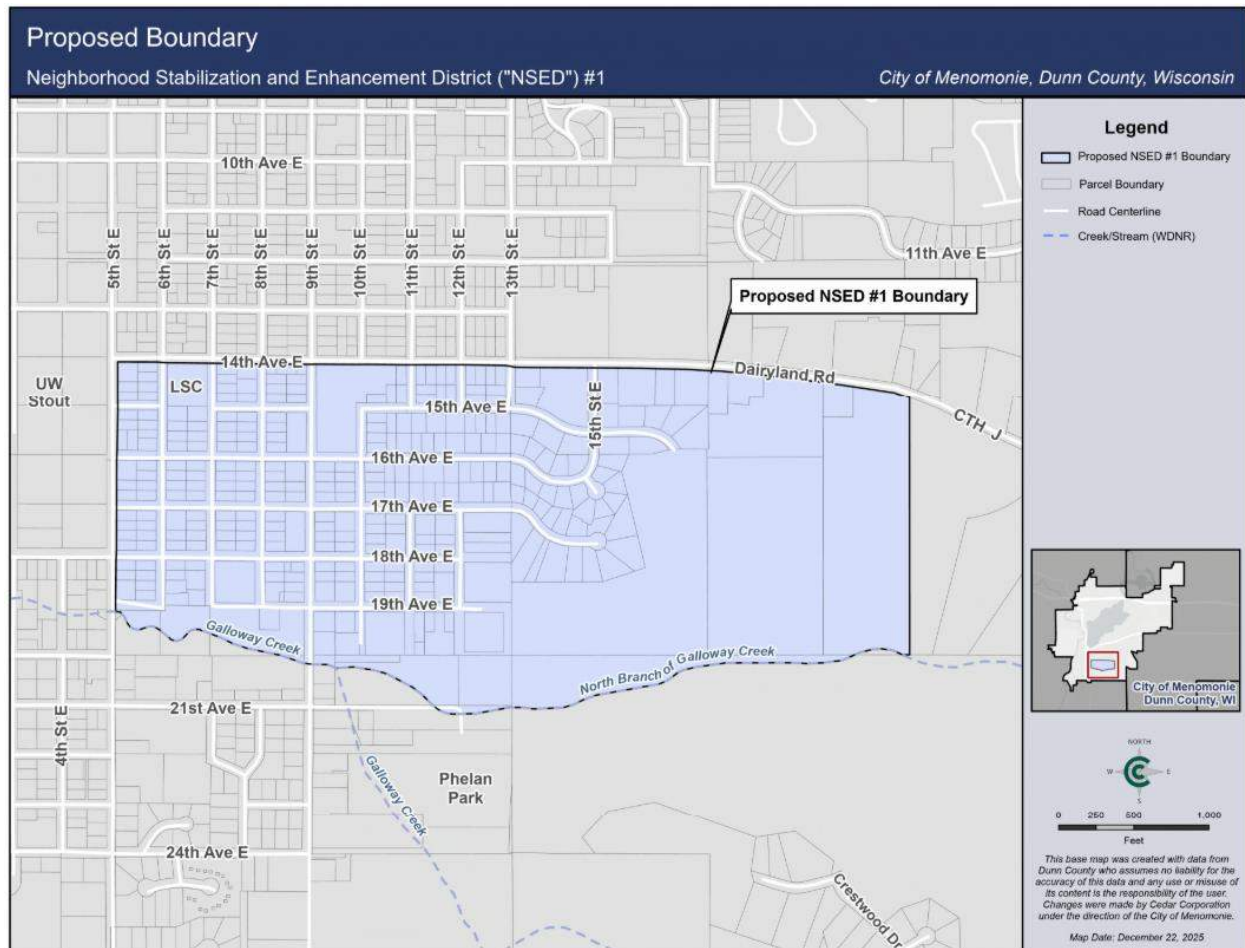 Proposed Boundary
Neighborhood Stabilization and Enhancement District ("NSED") #1
City of Menomonie, Dunn County, Wisconsin
10th Ave E
5th St E
6th St E
7th St E
8th St E
9th St E
10th St E
11th St E
12th St E
13th St E
11th Ave E
Proposed NSED #1 Boundary
14th Ave E
Dairyland Rd
CTH J
UW
Stout
LSC
15th Ave E
15th St E
16th Ave E
17th Ave E
18th Ave E
19th Ave E
Galloway Creek
North Branch of Galloway Creek
4th St E
21st Ave E
Galloway Creek
Phelan
Park
24th Ave E
Crestwood Dr
Legend
Proposed NSED #1 Boundary
Parcel Boundary
Road Centerline
Creek/Stream (WDNR)
City of Menomonie
Dunn County, WI
NORTH
W
E
S
0 250 500 1,000
Feet
This base map was created with data from
Dunn County who assumes no liability for the
accuracy of this data and any use or misuse of
its content is the responsibility of the user.
Changes were made by Cedar Corporation
under the direction of the City of Menomonie.
Map Date: December 22, 2025